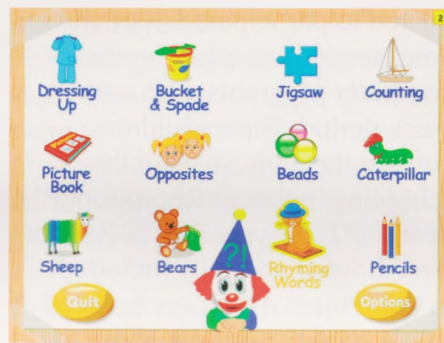 2
Dressing
Up
Bucket
& Spade
Jigsaw
Counting
Picture
Book
Opposites
Beads
Caterpillar
Sheep
Bears
?!
Rhyming
Words
Pencils
Quit
Options